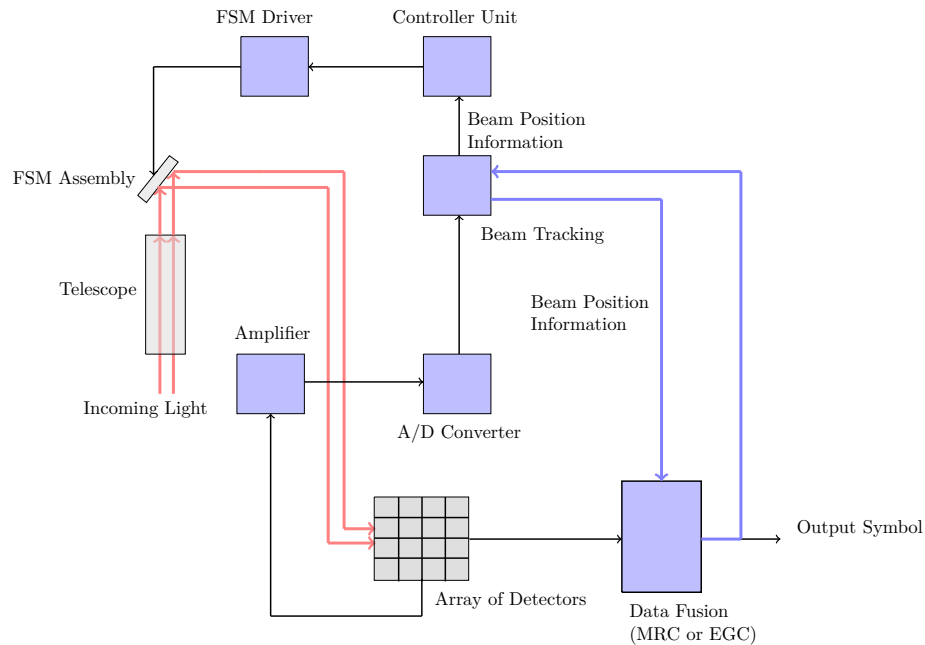 FSM Driver
Controller Unit
Beam Position
Information
FSM Assembly
Beam Tracking
Telescope
Beam Position
Information
Amplifier
Incoming Light
A/D Converter
Output Symbol
Array of Detectors
Data Fusion
(MRC or EGC)